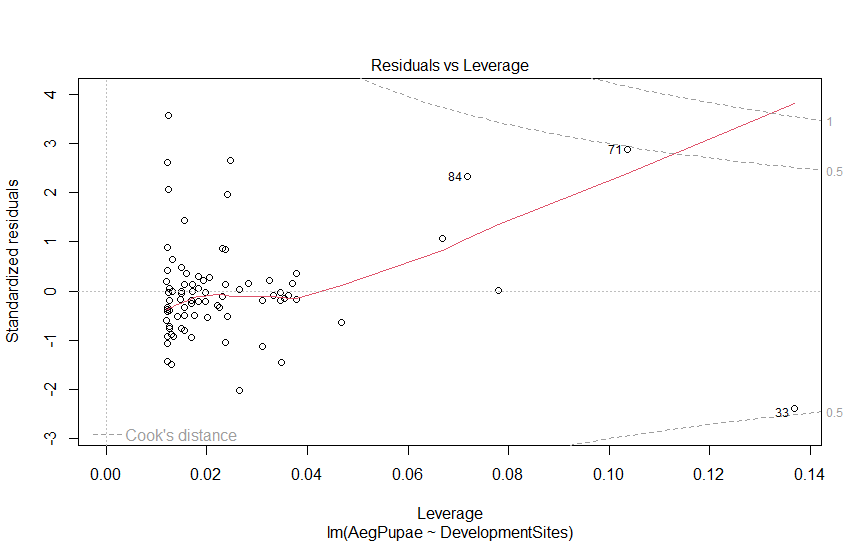 Residuals vs Leverage
4
3
2
1
0
-1
-2
-3
Standardized residuals
84
71
33
1
0.5
0.5
Cook's distance
0.00 0.02 0.04 0.06 0.08 0.10 0.12 0.14
Leverage
lm(AegPupae ~ DevelopmentSites)